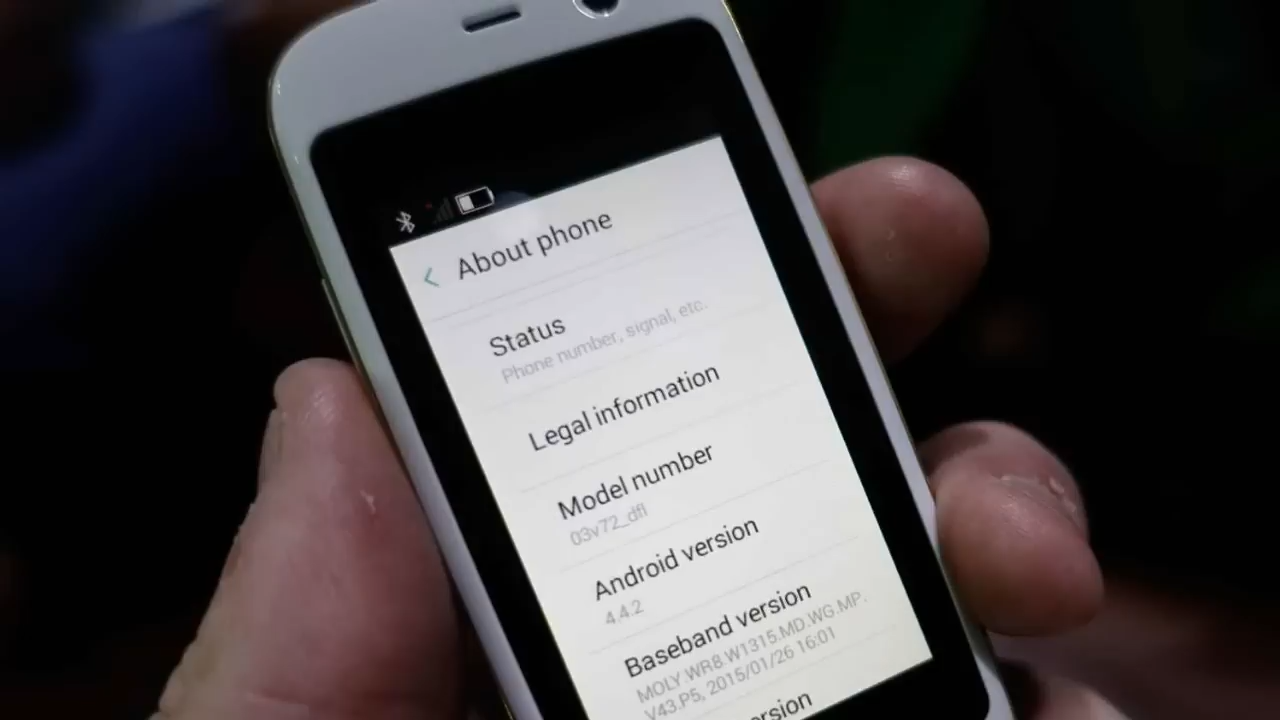 About phone
Status
Phone number, signal, etc.
Legal information
Model number
03v72_dfl
Android version
4.4.2
Baseband version
MOLY.WR8.W1315.MD.WG.MP.
V43.P5, 2015/01/26 16:01
ersion